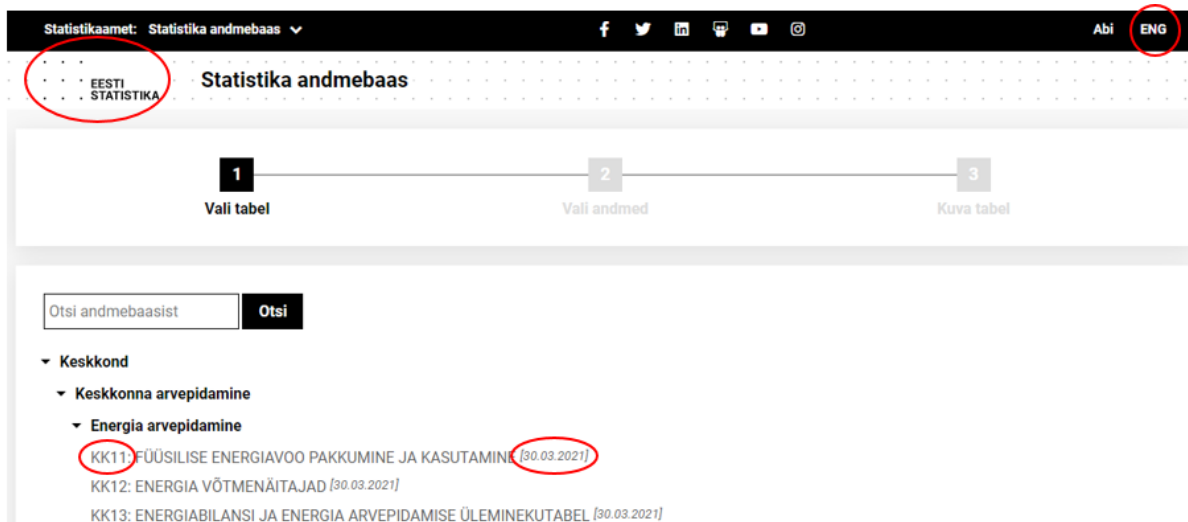 Statistikaamet: Statistika andmebaas
Abi ENG
EESTI
STATISTIKA
Statistika andmebaas
1 2 3
Vali tabel Vali andmed Kuva tabel
Otsi andmebaasist Otsi
Keskkond
Keskkonna arvepidamine
Energia arvepidamine
KK11: FÜÜSILISE ENERGIAVOO PAKKUMINE JA KASUTAMINE [30.03.2021]
KK12: ENERGIA VÕTMENÄITAJAD [30.03.2021]
KK13: ENERGIABILANSI JA ENERGIA ARVEPIDAMISE ÜLEMINEKUTABEL [30.03.2021]